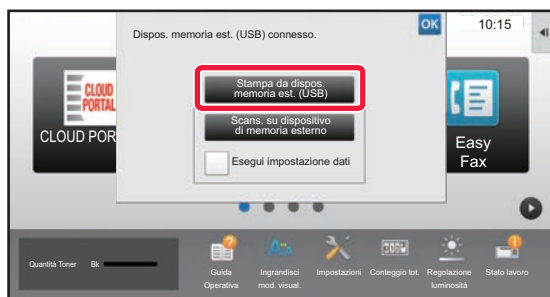 Dispos. memoria est. (USB) connesso.
OK
10:15
Stampa da dispos.
memoria est. (USB)
Scans. su dispositivo
di memoria esterno
Esegui impostazione dati
CLOUD
PORTAL
CLOUD POR
Easy
Fax
Quantità Toner
Bk
Guida
Operativa
Ingrandisci
mod. visual.
Impostazioni
Conteggio tot.
Regolazione
luminosità
Stato lavoro